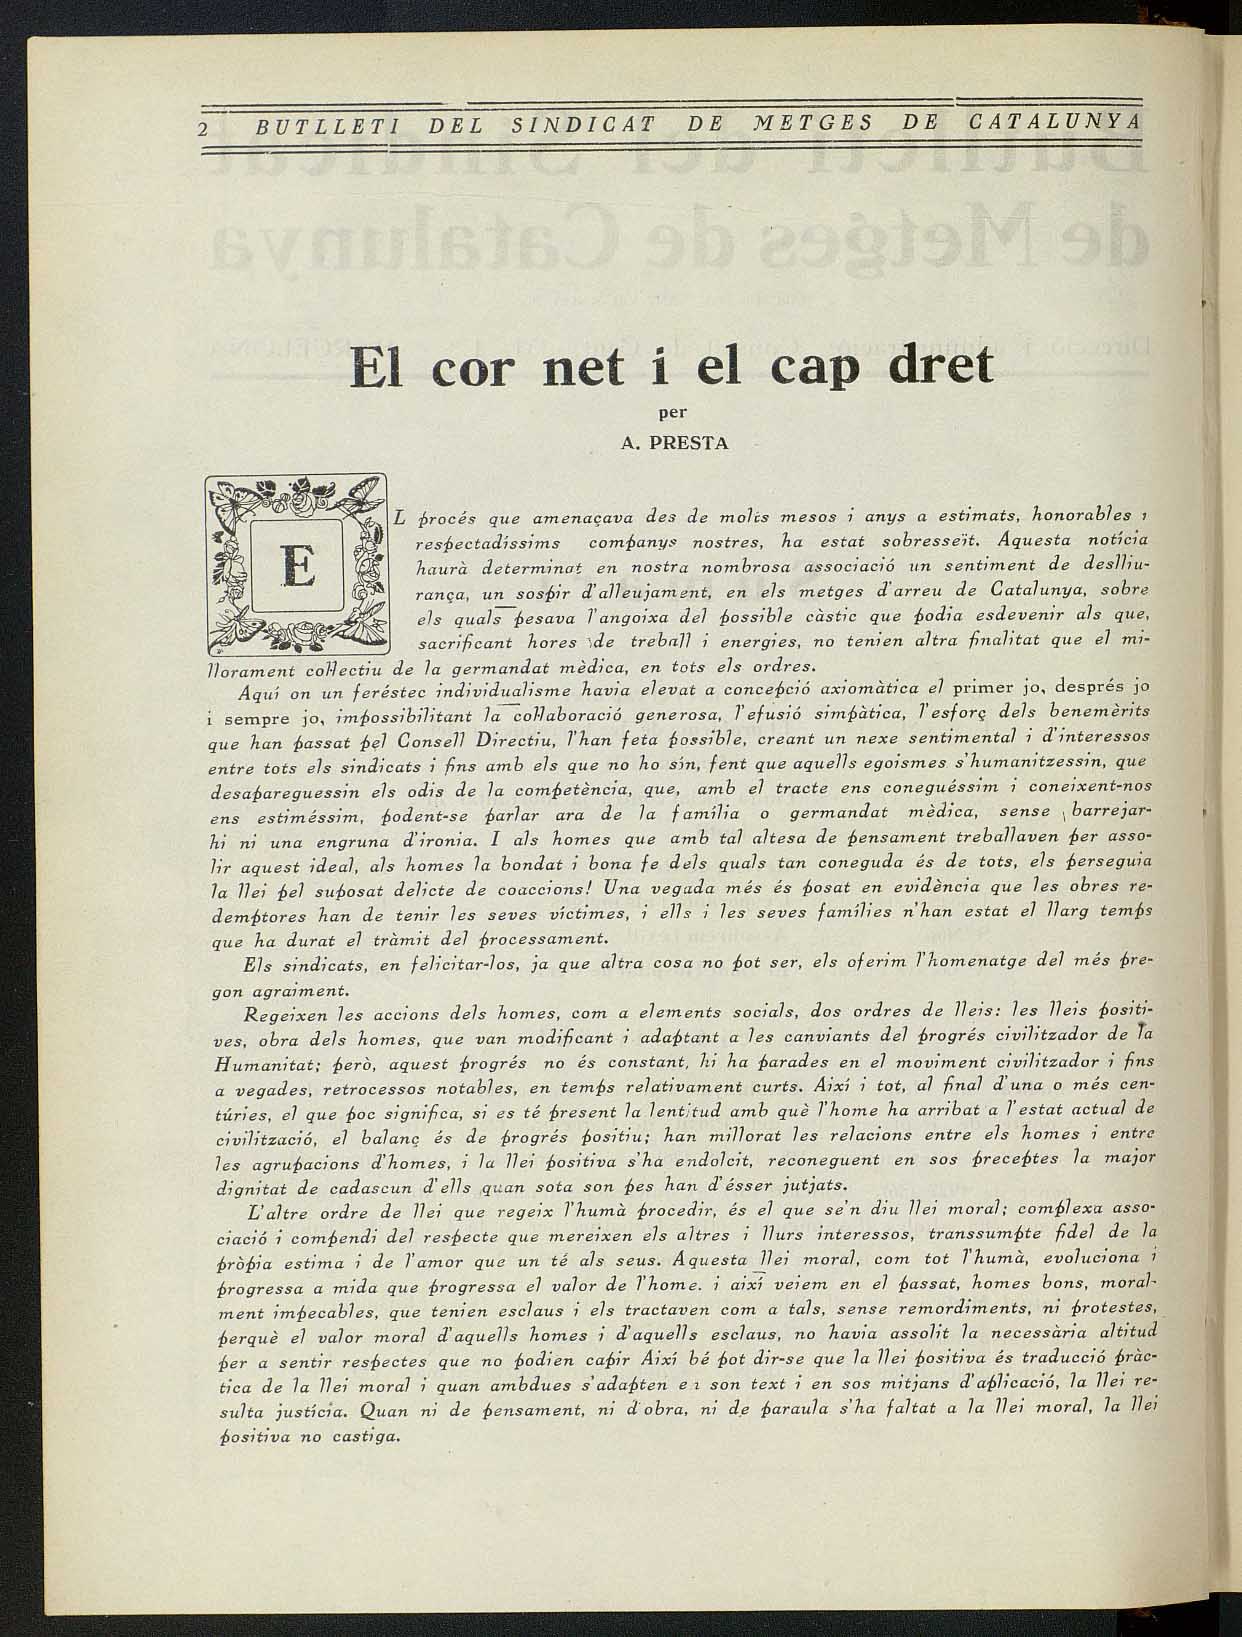 2 BUTLLETI DEL SINDICAT DE METGES DE CATALUNYA
El cor net i el cap dret
per
A. PRESTA
EL procés que amenaçava des de molts mesos i anys a estimats, honorables i
respectadíssims companys nostres, ha estat sobresseït. Aquesta notícia
haurà determinat en nostra nombrosa associació un sentiment de deslliu-
rança, un sospir d'alleujament, en els metges d'arreu de Catalunya, sobre
els quals pesava l'angoixa del possible càstic que podia esdevenir als que,
sacrificant hores de treball i energies, no tenien altra finalitat que el mi-
llorament col·lectiu de la germandat mèdica, en tots els ordres.
Aquí on un feréstec individualisme havia elevat a concepció axiomàtica el primer jo, després jo
i sempre jo, impossibilitant la col·laboració generosa, l'efusió simpàtica, l'esforç dels benemèrits
que han passat pel Consell Directiu, l'han feta possible, creant un nexe sentimental i d'interessos
entre tots els sindicats i fins amb els que no ho sín, fent que aquells egoismes s'humanitzessin, que
desapareguessin els odis de la competència, que, amb el tracte ens coneguéssim i coneixent-nos
ens estiméssim, podent-se parlar ara de la família o germandat mèdica, sense barrejar-
hi ni una engruna d'ironia. I als homes que amb tal altesa de pensament treballaven per asso-
lir aquest ideal, als homes la bondat i bona fe dels quals tan coneguda és de tots, els perseguia
la llei pel suposat delicte de coaccions! Una vegada més és posat en evidència que les obres re-
demptores han de tenir les seves víctimes, i ells i les seves famílies n'han estat el llarg temps
que ha durat el tràmit del processament.
Els sindicats, en felicitar-los, ja que altra cosa no pot ser, els oferim l'homenatge del més pre-
gon agraiment.
Regeixen les accions dels homes, com a elements socials, dos ordres de lleis: les lleis positi-
ves, obra dels homes, que van modificant i adaptant a les canviants del progrés civilitzador de la
Humanitat; però, aquest progrés no és constant, hi ha parades en el moviment civilitzador i fins
a vegades, retrocessos notables, en temps relativament curts. Així i tot, al final d'una o més cen-
túries, el que poc significa, si es té present la lentitud amb què l'home ha arribat a l'estat actual de
civilització, el balanç és de progrés positiu; han millorat les relacions entre els homes i entre
les agrupacions d'homes, i la llei positiva s'ha endolcit, reconeguent en sos preceptes la major
dignitat de cadascun d'ells quan sota son pes han d'ésser jutjats.
L'altre ordre de llei que regeix l'humà procedir, és el que se'n diu llei moral; complexa asso-
ciació i compendi del respecte que mereixen els altres i llurs interessos, transsumpte fidel de la
pròpia estima i de l'amor que un té als seus. Aquesta llei moral, com tot l'humà, evoluciona i
progressa a mida que progressa el valor de l'home. i així veiem en el passat, homes bons, moral-
ment impecables, que tenien esclaus i els tractaven com a tals, sense remordiments, ni protestes,
perquè el valor moral d'aquells homes i d'aquells esclaus, no havia assolit la necessària altitud
per a sentir respectes que no podien capir Així bé pot dir-se que la llei positiva és traducció pràc-
tica de la llei moral i quan ambdues s'adapten en son text i en sos mitjans d'aplicació, la llei re-
sulta justícia. Quan ni de pensament, ni d'obra, ni de paraula s'ha faltat a la llei moral, la llei
positiva no castiga.